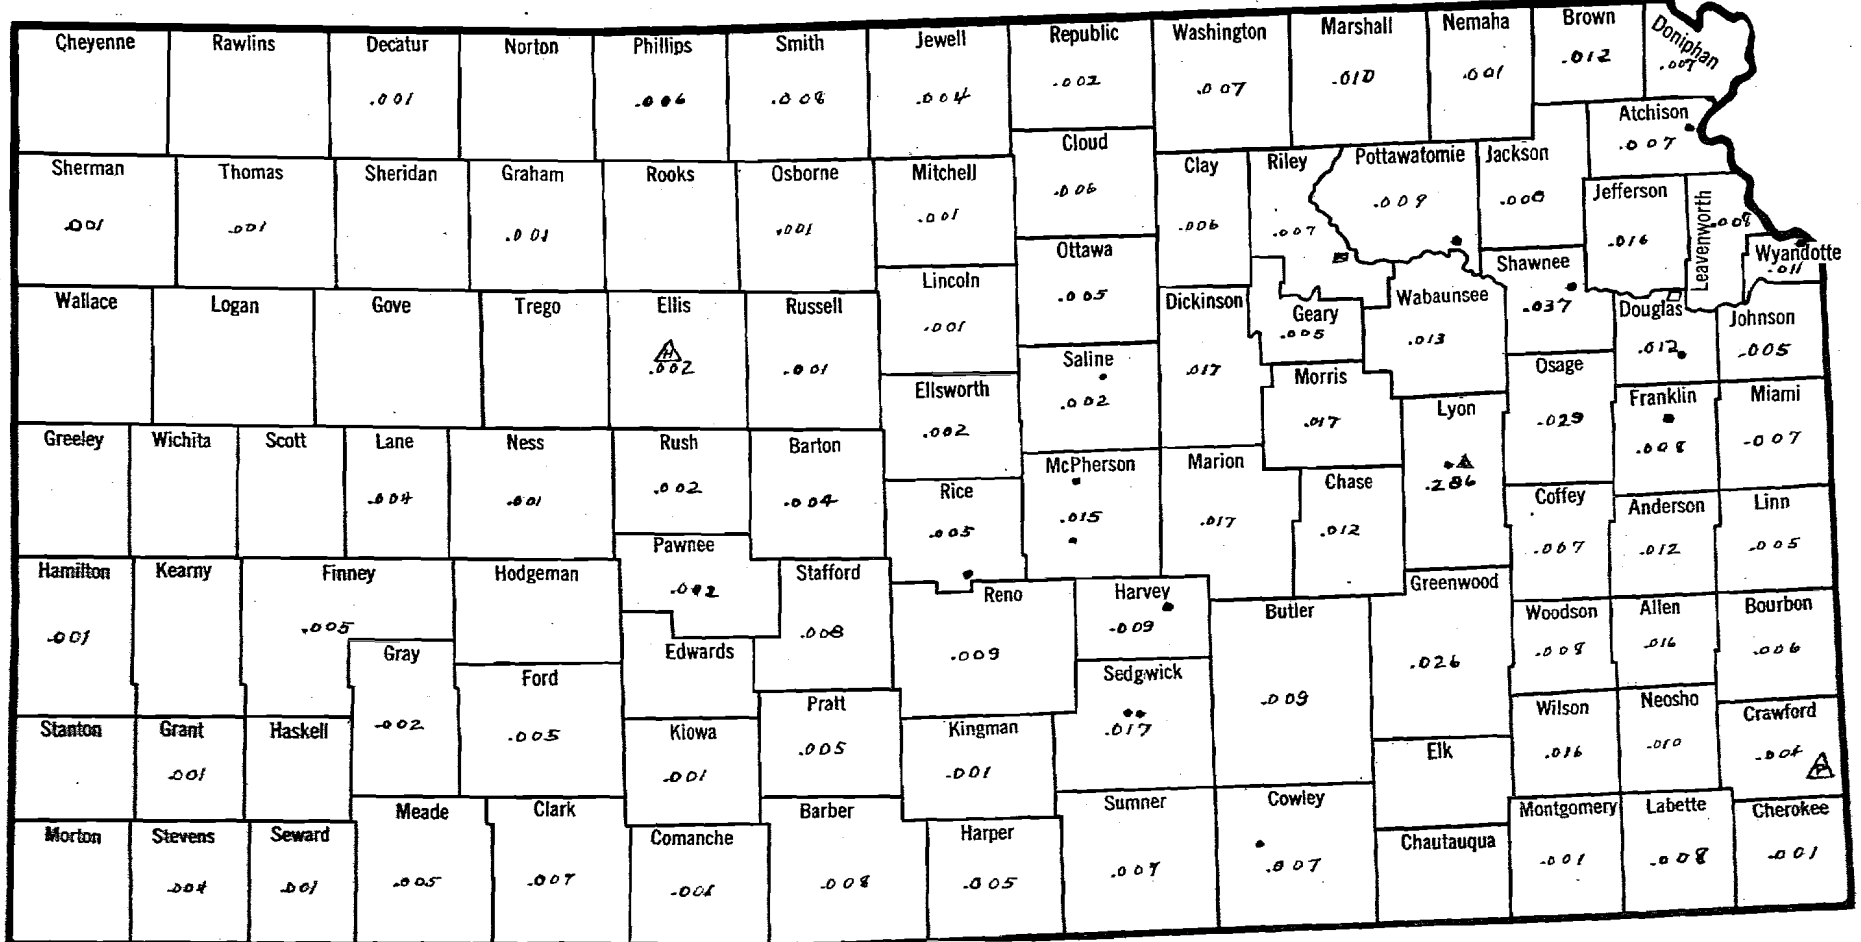 Cheyenne
Rawlins
Decatur
.001
Norton
Phillips
.006
Smith
.008
Jewell
.004
Republic
.002
Washington
.007
Marshall
.010
Nemaha
.001
Brown
.012
Doniphan
.007
Atchison
.007
Sherman
.001
Thomas
.001
Sheridan
Graham
.001
Rooks
Osborne
.001
Mitchell
.001
Cloud
.006
Clay
.006
Riley
.007
Pottawatomie
.009
Jackson
Jefferson
.016
Leavenworth
.008
Wyandotte
.011
Wallace
Logan
Gove
Trego
Ellis
H
.002
Russell
.001
Lincoln
.001
Ottawa
.005
Dickinson
.017
Geary
.005
Wabaunsee
.013
Shawnee
.037
Douglas
.012
Johnson
.005
Saline
.002
Ellsworth
.002
Morris
.017
Lyon
.286
Osage
.029
Franklin
.008
Miami
.007
Greeley
Wichita
Scott
Lane
.004
Ness
.001
Rush
.002
Barton
.004
Rice
.005
McPherson
.015
Marion
.017
Chase
.012
Coffey
.067
Anderson
.012
Linn
.005
Hamilton
.001
Kearny
Finney
.005
Hodgeman
Pawnee
Stafford
.008
Reno
.009
Harvey
.009
Butler
.009
Greenwood
.026
Woodson
.008
Allen
.016
Bourbon
.006
Gray
.002
Ford
.005
Edwards
Pratt
.005
Sedgwick
.017
Stanton
Grant
.001
Haskell
Kiowa
.001
Kingman
.001
Elk
Wilson
.016
Neosho
.010
Crawford
P
Morton
Stevens
.004
Seward
.001
Meade
.005
Clark
.007
Comanche
Barber
.008
Harper
.005
Sumner
.007
Cowley
.007
Chautauqua
Montgomery
.001
Labette
.008
Cherokee
.001